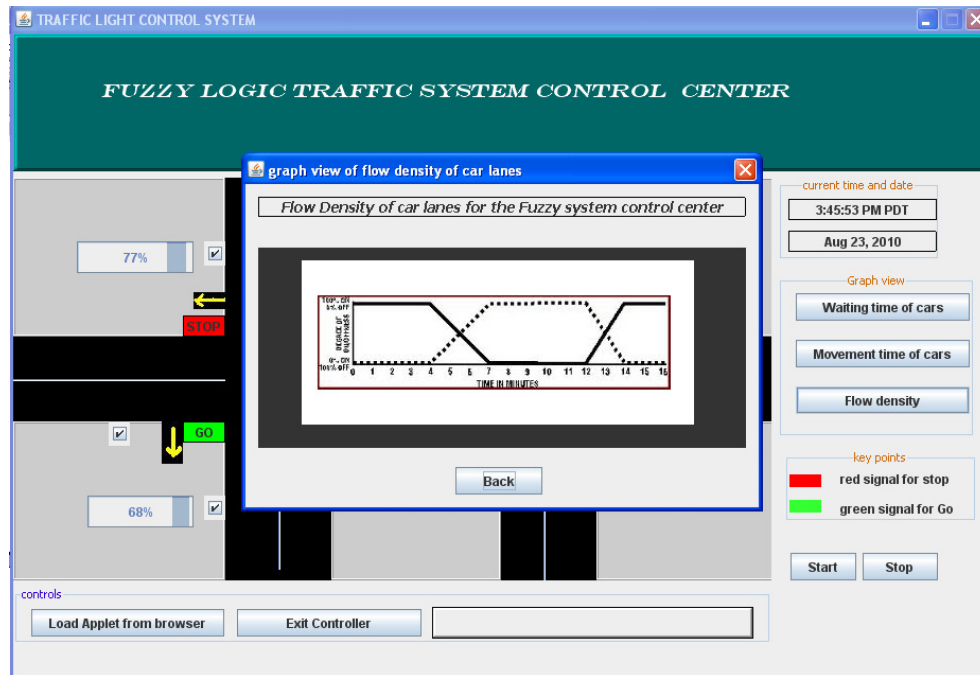 TRAFFIC LIGHT CONTROL SYSTEM
FUZZY LOGIC TRAFFIC SYSTEM CONTROL CENTER
graph view of flow density of car lanes
Flow Density of car lanes for the Fuzzy system control center
0 1 2 3 4 5 6 7 8 9 10 11 12 13 14 15 16
TIME IN MINUTES
Back
77%
STOP
GO
68%
current time and date
3:45:53 PM PDT
Aug 23, 2010
Graph view
Waiting time of cars
Movement time of cars
Flow density
key points
red signal for stop
green signal for Go
Start Stop
controls
Load Applet from browser Exit Controller